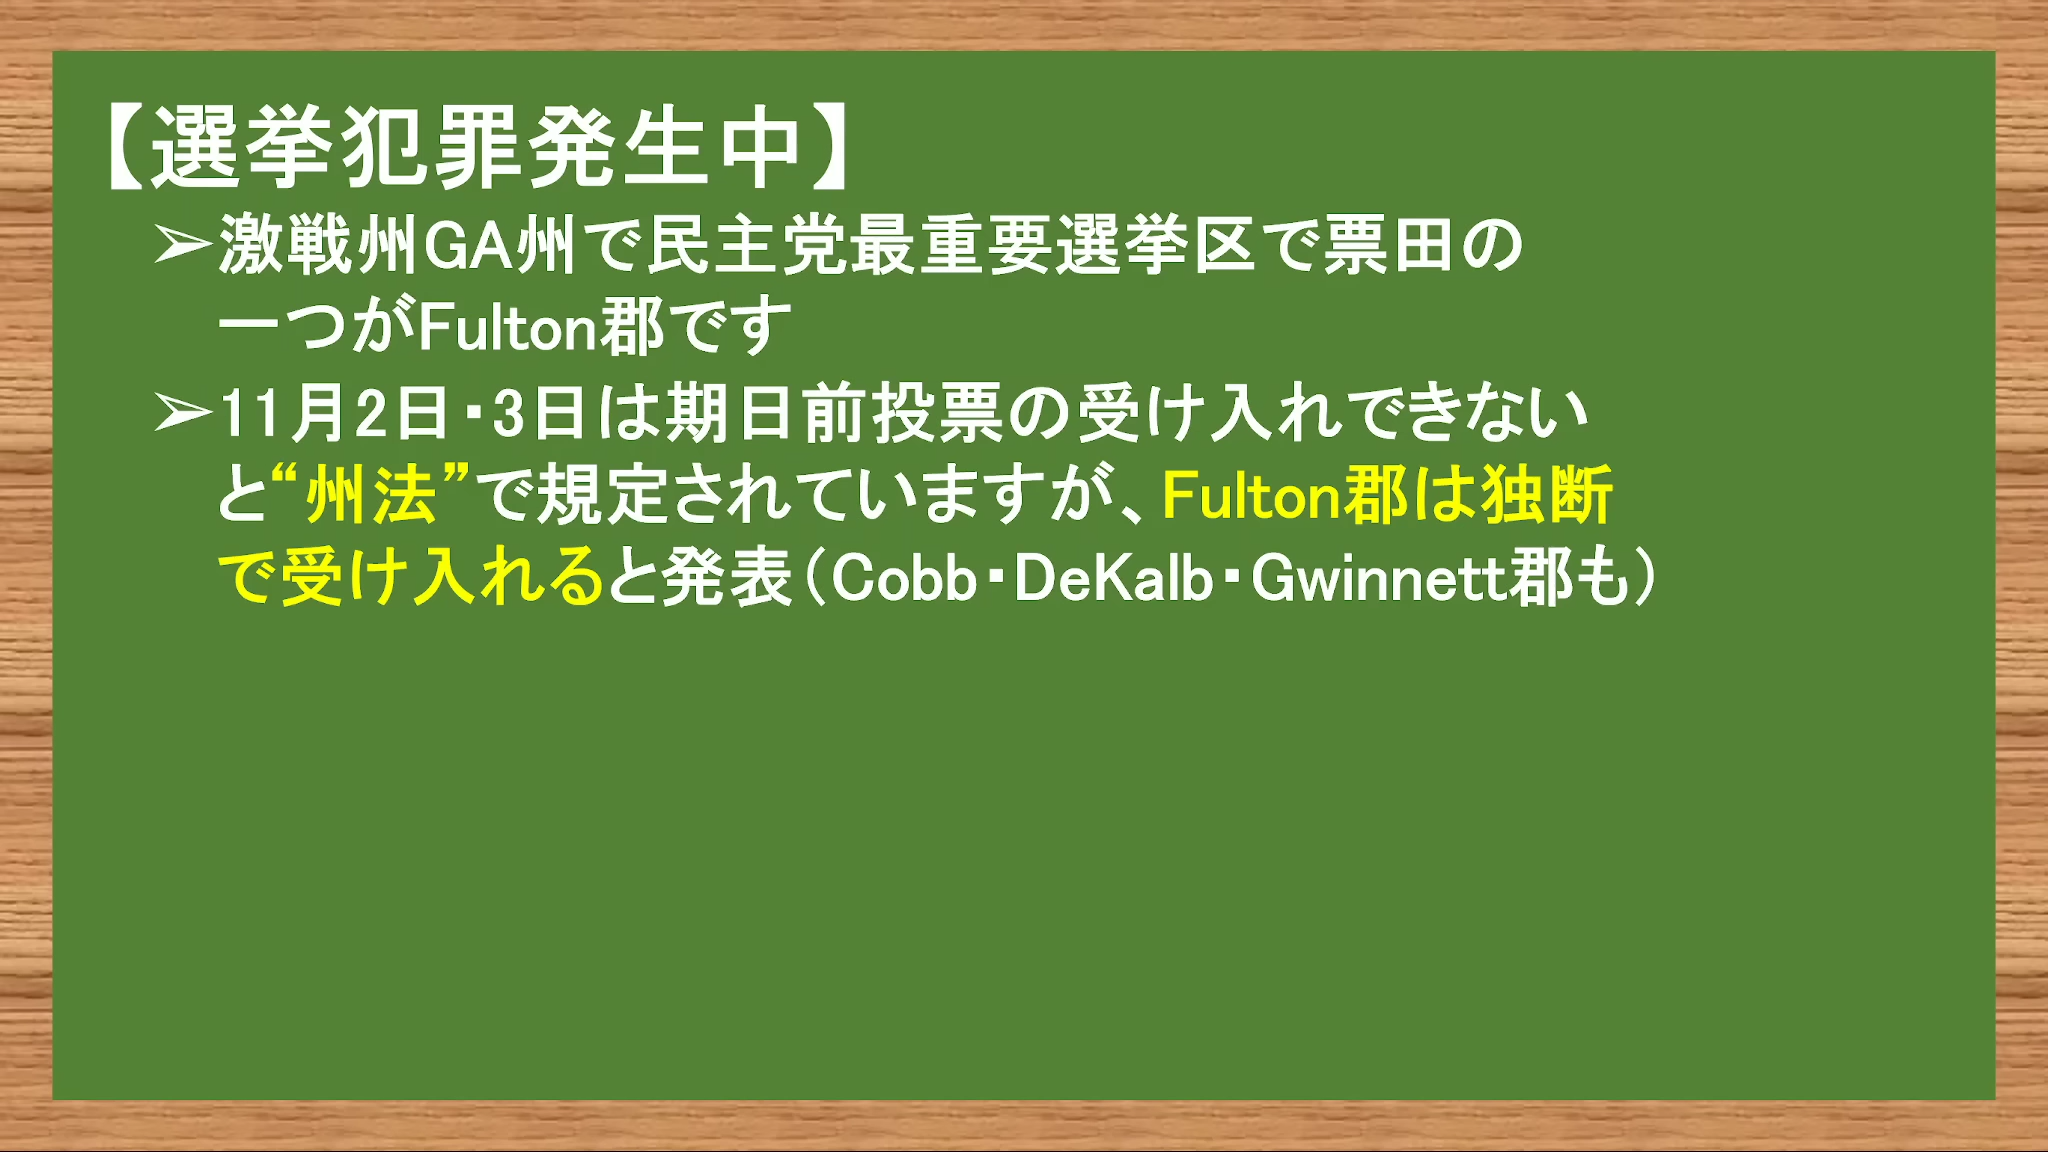 【選挙犯罪発生中】
➢激戦州GA州で民主党最重要選挙区で票田の
一つがFulton郡です
➢11月2日・3日は期日前投票の受け入れできない
と“州法”で規定されていますが、Fulton郡は独断
で受け入れると発表（Cobb・DeKalb・Gwinnett郡も）